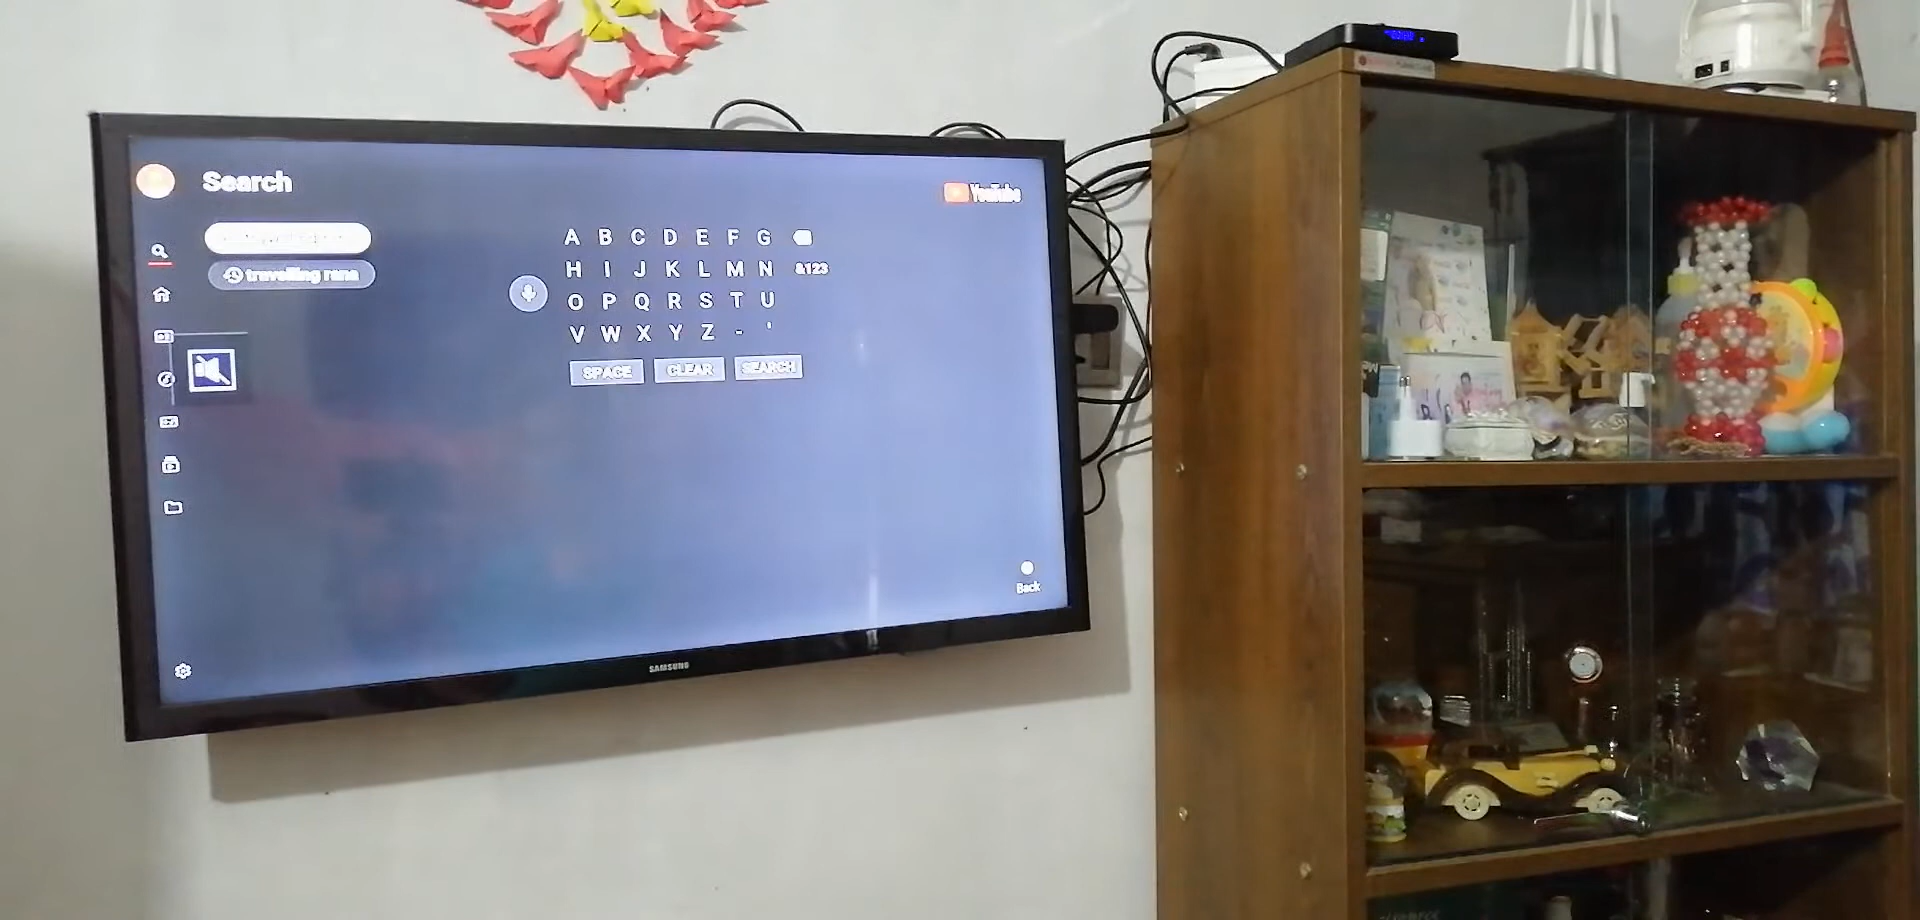 Search
YouTube
travelling rana
A B C D E F G
H I J K L M N &123
O P Q R S T U
V W X Y Z - '
SPACE CLEAR SEARCH
Back
SAMSUNG